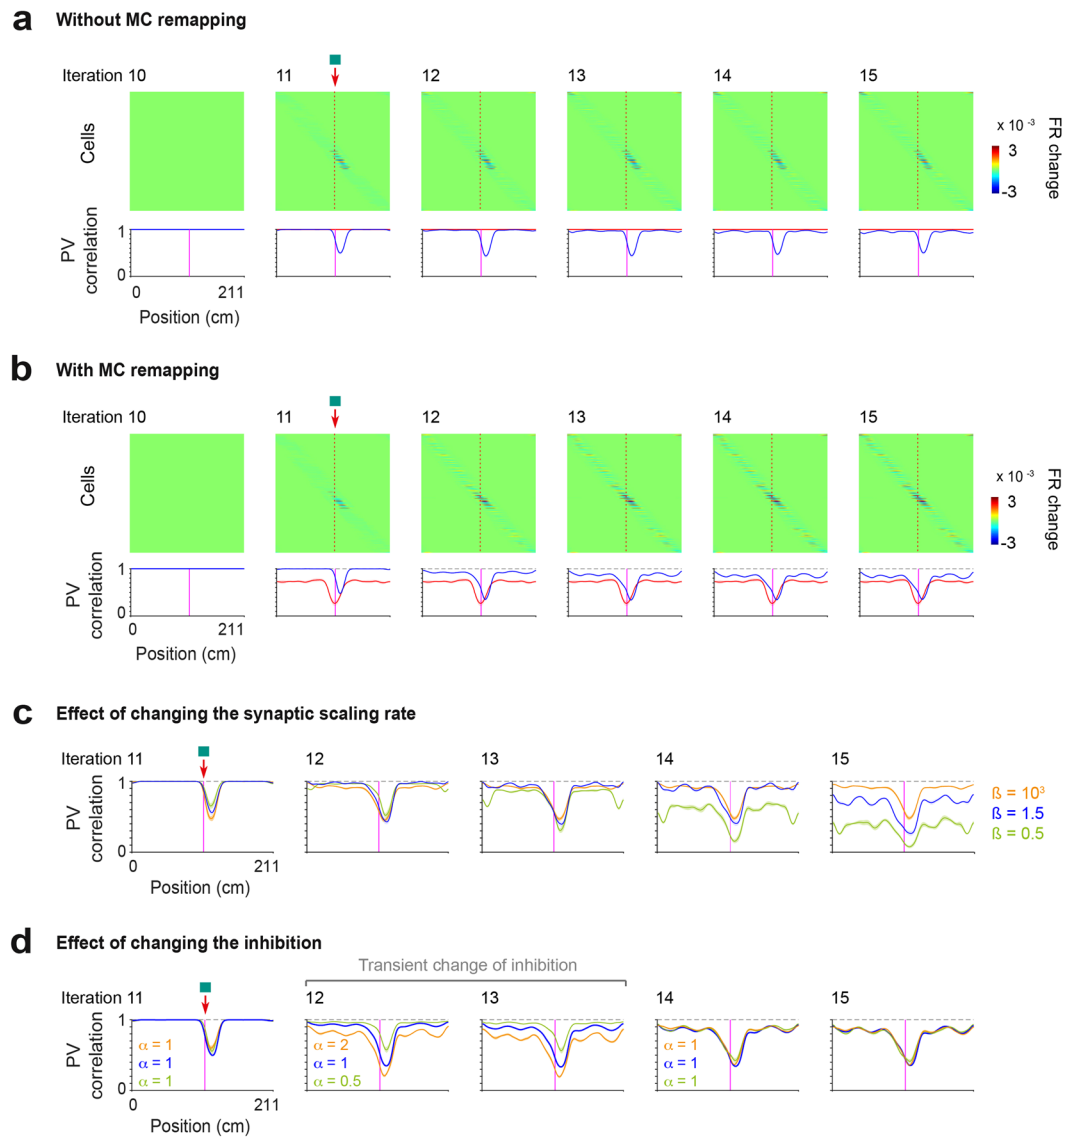 a Without MC remapping
Iteration 10 11 12 13 14 15
Cells
x 10 -3
3
-3
FR change
PV correlation
1
0
0 211
Position (cm)
b With MC remapping
Iteration 10 11 12 13 14 15
Cells
x 10 -3
3
-3
FR change
PV correlation
1
0
0 211
Position (cm)
c Effect of changing the synaptic scaling rate
Iteration 11 12 13 14 15
PV correlation
1
0
0 211
Position (cm)
ß = 10³
ß = 1.5
ß = 0.5
d Effect of changing the inhibition
Transient change of inhibition
Iteration 11 12 13 14 15
PV correlation
1
0
α = 1 α = 2 α = 1
α = 1 α = 1 α = 1
α = 1 α = 0.5 α = 1
0 211
Position (cm)